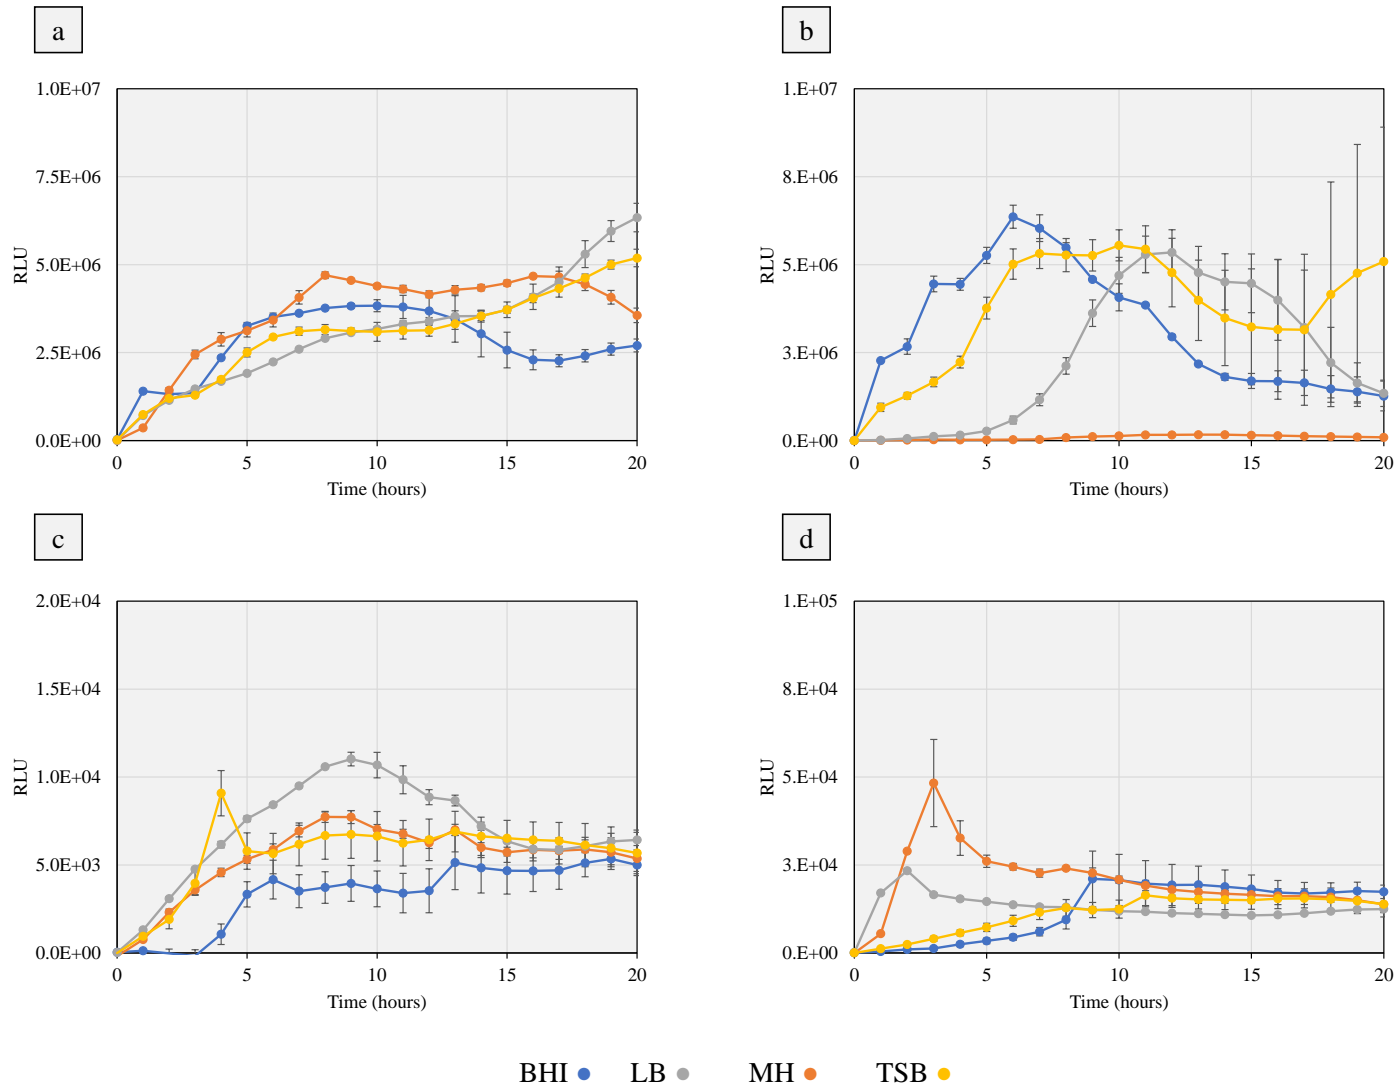 a
1.0E+07
7.5E+06
5.0E+06
2.5E+06
0.0E+00
RLU
0 5 10 15 20
Time (hours)
b
1.E+07
8.E+06
5.E+06
3.E+06
0.E+00
RLU
0 5 10 15 20
Time (hours)
c
2.0E+04
1.5E+04
1.0E+04
5.0E+03
0.0E+00
RLU
0 5 10 15 20
Time (hours)
d
1.E+05
8.E+04
5.E+04
3.E+04
0.E+00
RLU
0 5 10 15 20
Time (hours)
BHI LB MH TSB